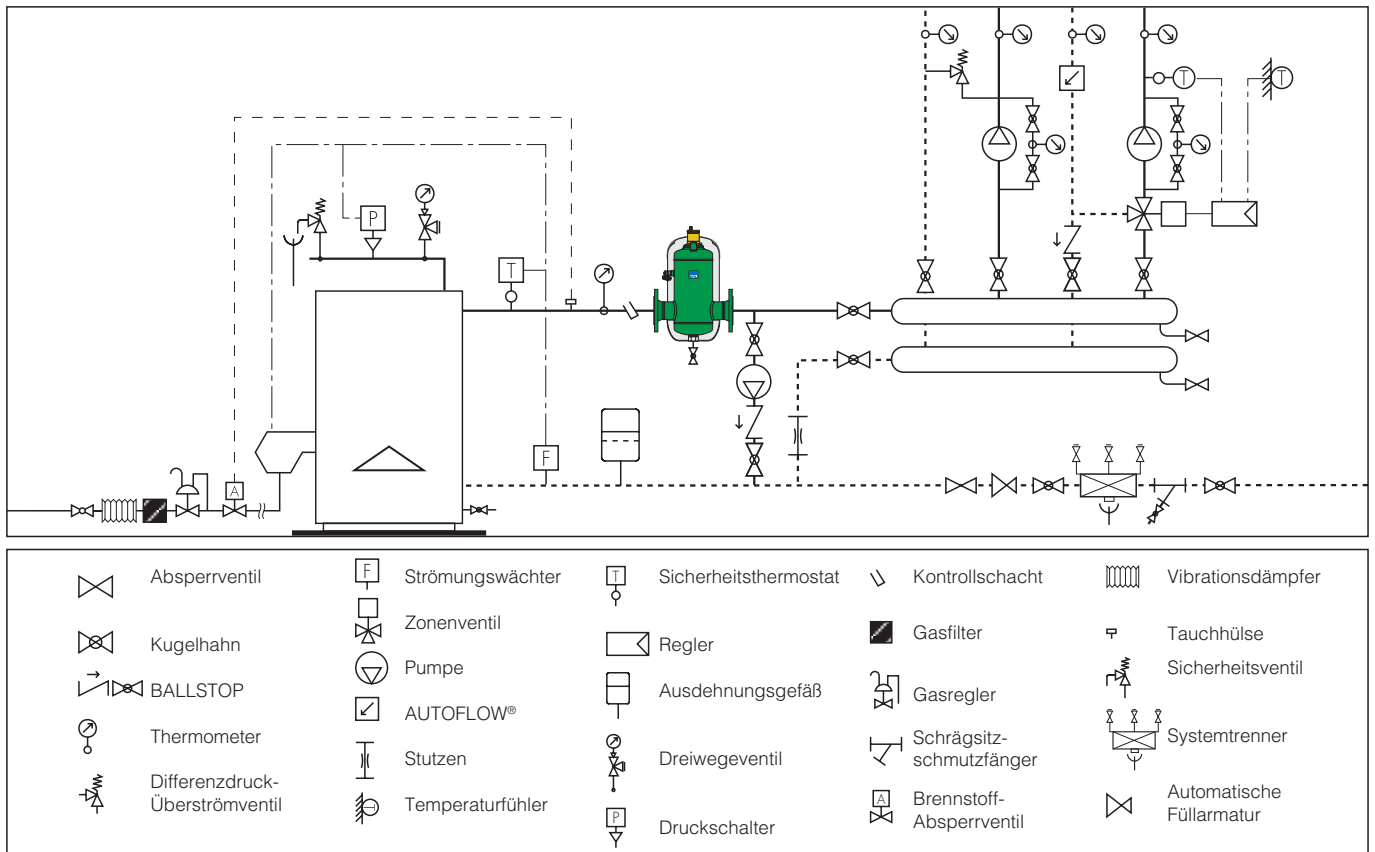 T
T
P
T
F
A
Absperrventil
Kugelhahn
BALLSTOP
Thermometer
Differenzdruck-
Überströmventil
F
Strömungswächter
Zonenventil
Pumpe
AUTOFLOW®
Stutzen
Temperaturfühler
T
Sicherheitsthermostat
Regler
Ausdehnungsgefäß
Dreiwegeventil
P
Druckschalter
Kontrollschacht
Gasfilter
Gasregler
Schrägsitz-
schmutzfänger
A
Brennstoff-
Absperrventil
Vibrationsdämpfer
Tauchhülse
Sicherheitsventil
Systemtrenner
Automatische
Füllarmatur